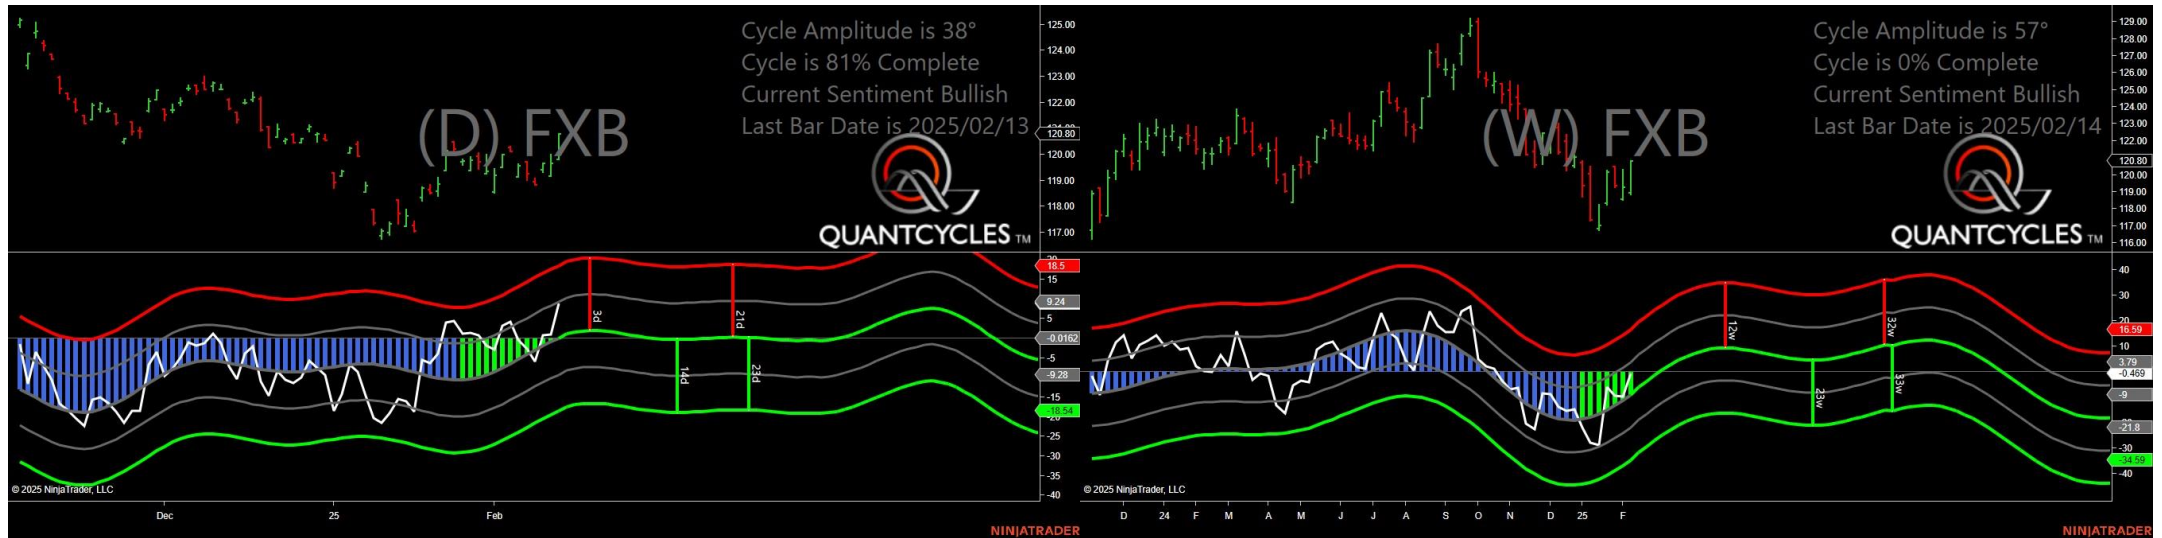 Cycle Amplitude is 38°
Cycle is 81% Complete
Current Sentiment Bullish
Last Bar Date is 2025/02/13
(D) FXB
QUANTCYCLES TM
125.00
124.00
123.00
122.00
120.80
120.00
119.00
118.00
117.00
18.5
15
9.24
5
-0.0162
-5
-9.28
-15
-18.54
-25
-30
-35
-40
3d
21d
14d
23d
© 2025 NinjaTrader, LLC
Dec
25
Feb
NINJATRADER
Cycle Amplitude is 57°
Cycle is 0% Complete
Current Sentiment Bullish
Last Bar Date is 2025/02/14
(W) FXB
QUANTCYCLES TM
129.00
128.00
127.00
126.00
125.00
124.00
123.00
122.00
120.80
120.00
119.00
118.00
117.00
116.00
40
30
20
16.59
10
3.79
-0.469
-9
-21.8
-30
-34.59
-40
12w
32w
23w
33w
© 2025 NinjaTrader, LLC
D
24
F
M
A
M
J
J
A
S
O
N
D
25
F
NINJATRADER